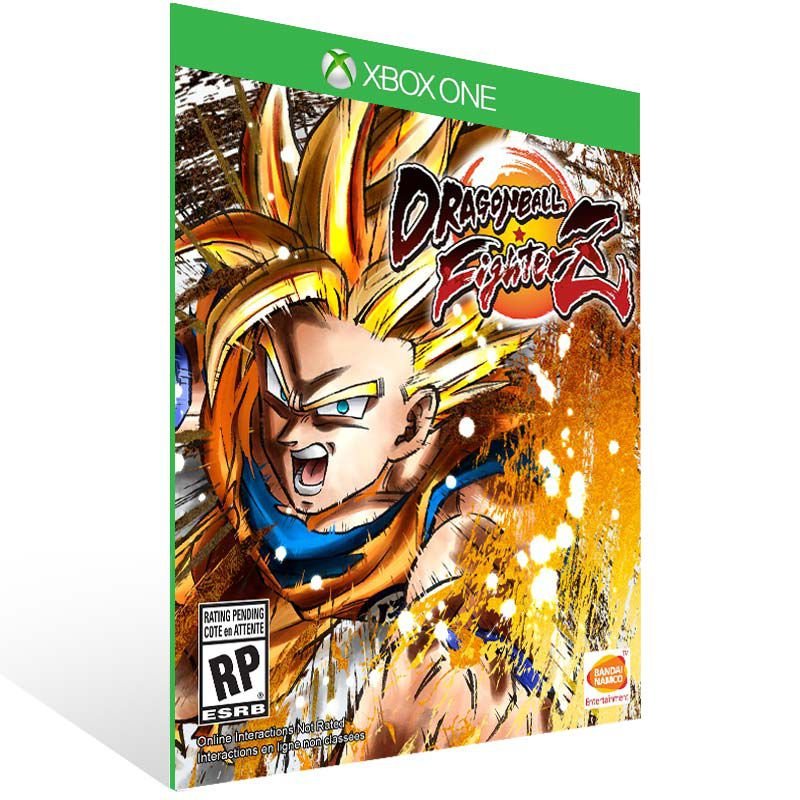 XBOX ONE
DRAGONBALL
FighterZ
RATING PENDING
COTE en ATTENTE
RP
®
ESRB
Online Interactions Not Rated
Interactions en ligne non classées
TM
BANDAI
NAMCO
Entertainment